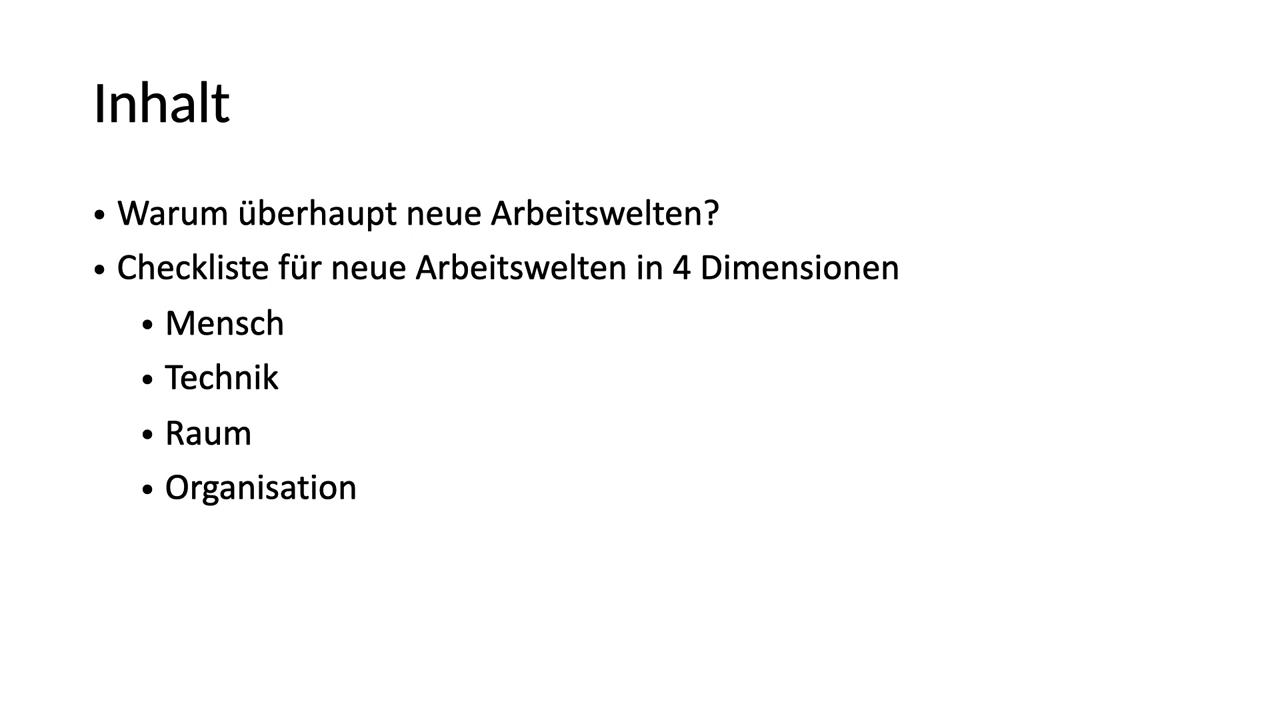 Inhalt
• Warum überhaupt neue Arbeitswelten?
• Checkliste für neue Arbeitswelten in 4 Dimensionen
• Mensch
• Technik
• Raum
• Organisation